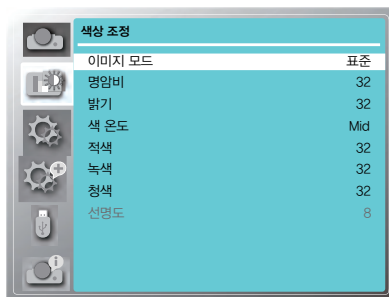 색상 조정
이미지 모드 표준
명암비 32
밝기 32
색 온도 Mid
적색 32
녹색 32
청색 32
선명도 8